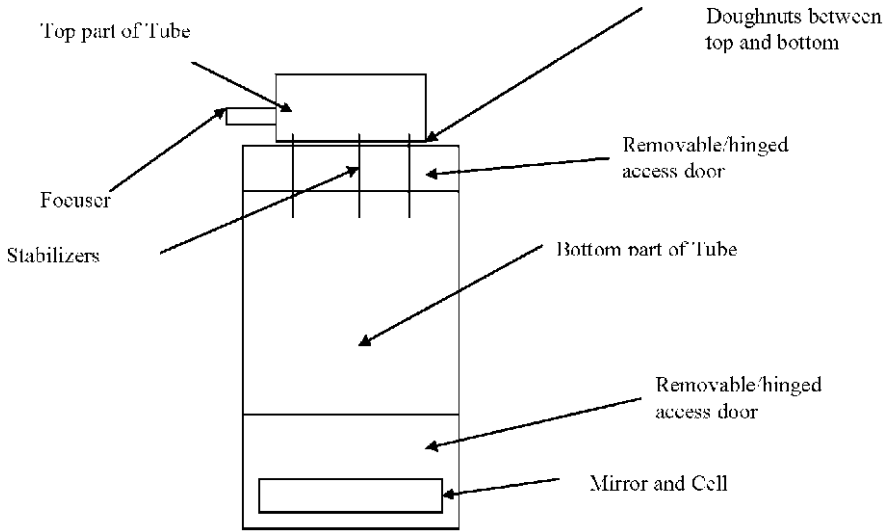 Top part of Tube
Doughnuts between
top and bottom
Removable/hinged
access door
Focuser
Stabilizers
Bottom part of Tube
Removable/hinged
access door
Mirror and Cell